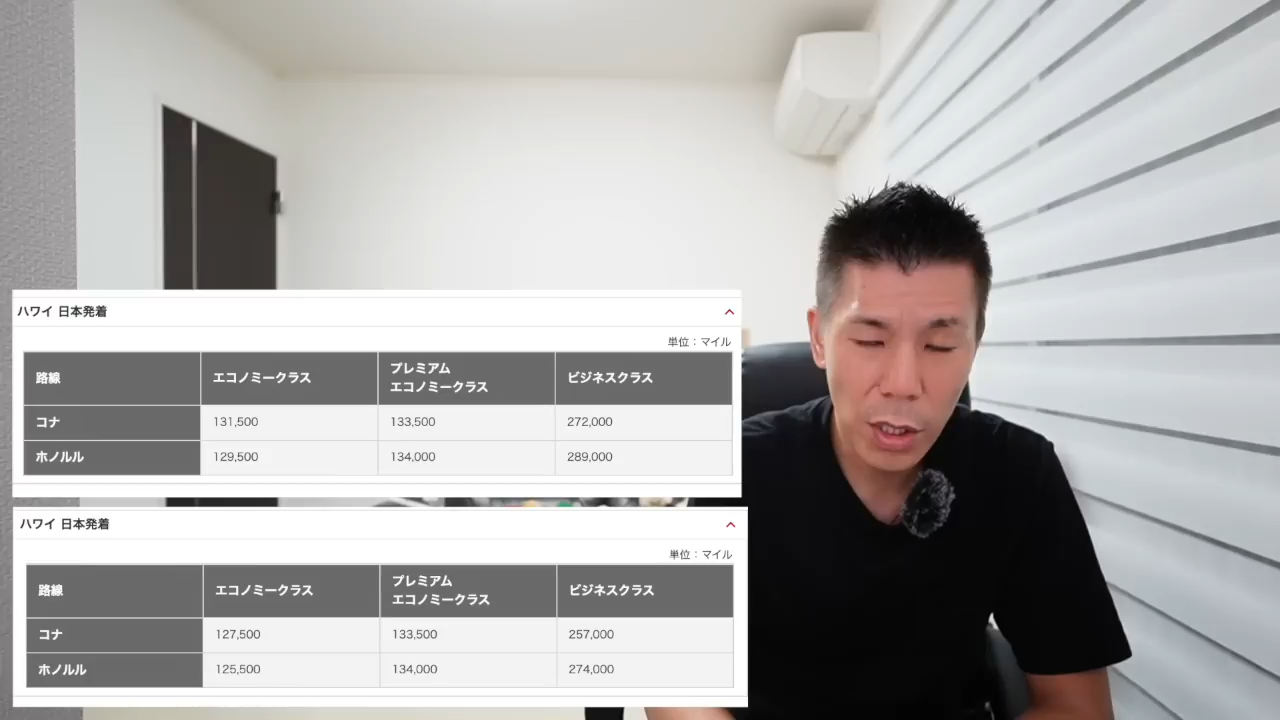 ハワイ 日本発着
単位：マイル
路線 エコノミークラス プレミアム エコノミークラス ビジネスクラス
コナ 131,500 133,500 272,000
ホノルル 129,500 134,000 289,000
ハワイ 日本発着
単位：マイル
路線 エコノミークラス プレミアム エコノミークラス ビジネスクラス
コナ 127,500 133,500 257,000
ホノルル 125,500 134,000 274,000